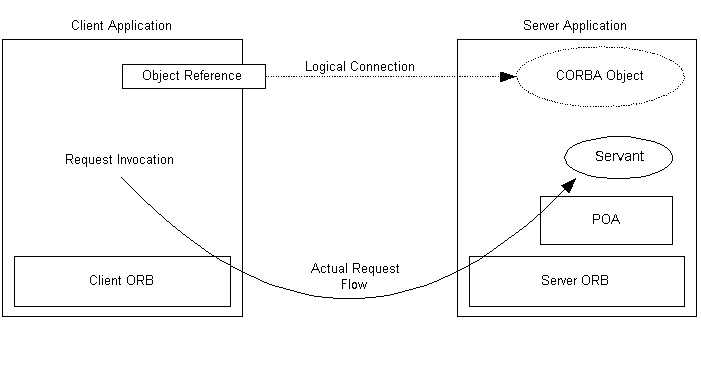 Client Application
Server Application
Object Reference
Logical Connection
CORBA Object
Request Invocation
Servant
POA
Actual Request
Flow
Client ORB
Server ORB